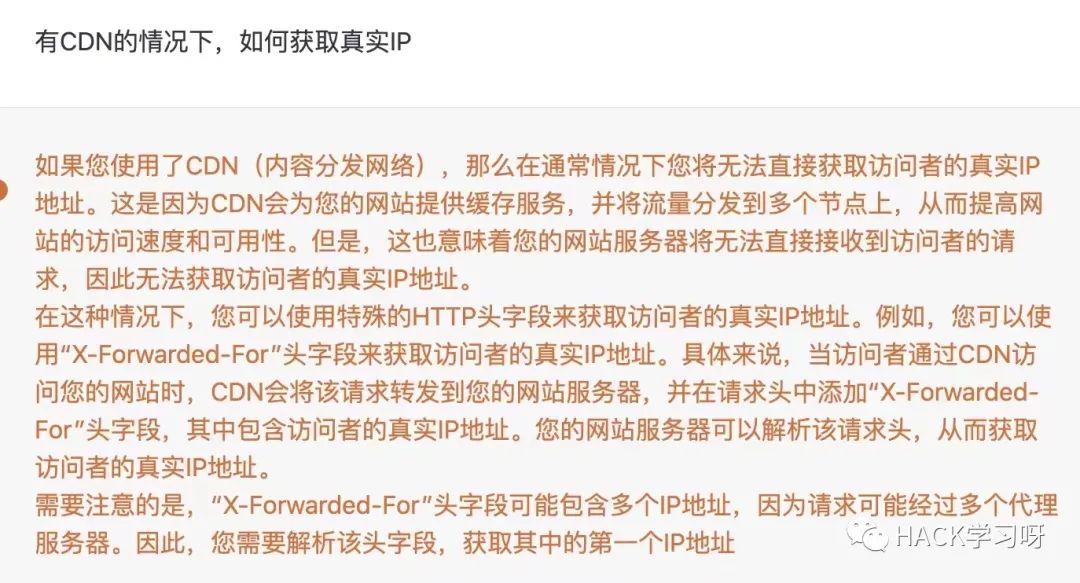 有CDN的情况下，如何获取真实IP
如果您使用了CDN（内容分发网络），那么在通常情况下您将无法直接获取访问者的真实IP
地址。这是因为CDN会为您的网站提供缓存服务，并将流量分发到多个节点上，从而提高网
站的访问速度和可用性。但是，这也意味着您的网站服务器将无法直接接收到访问者的请
求，因此无法获取访问者的真实IP地址。
在这种情况下，您可以使用特殊的HTTP头字段来获取访问者的真实IP地址。例如，您可以使
用“X-Forwarded-For”头字段来获取访问者的真实IP地址。具体来说，当访问者通过CDN访
问您的网站时，CDN会将该请求转发到您的网站服务器，并在请求头中添加“X-Forwarded-
For”头字段，其中包含访问者的真实IP地址。您的网站服务器可以解析该请求头，从而获取
访问者的真实IP地址。
需要注意的是，“X-Forwarded-For”头字段可能包含多个IP地址，因为请求可能经过多个代理
服务器。因此，您需要解析该头字段，获取其中的第一个IP地址
HACK学习呀